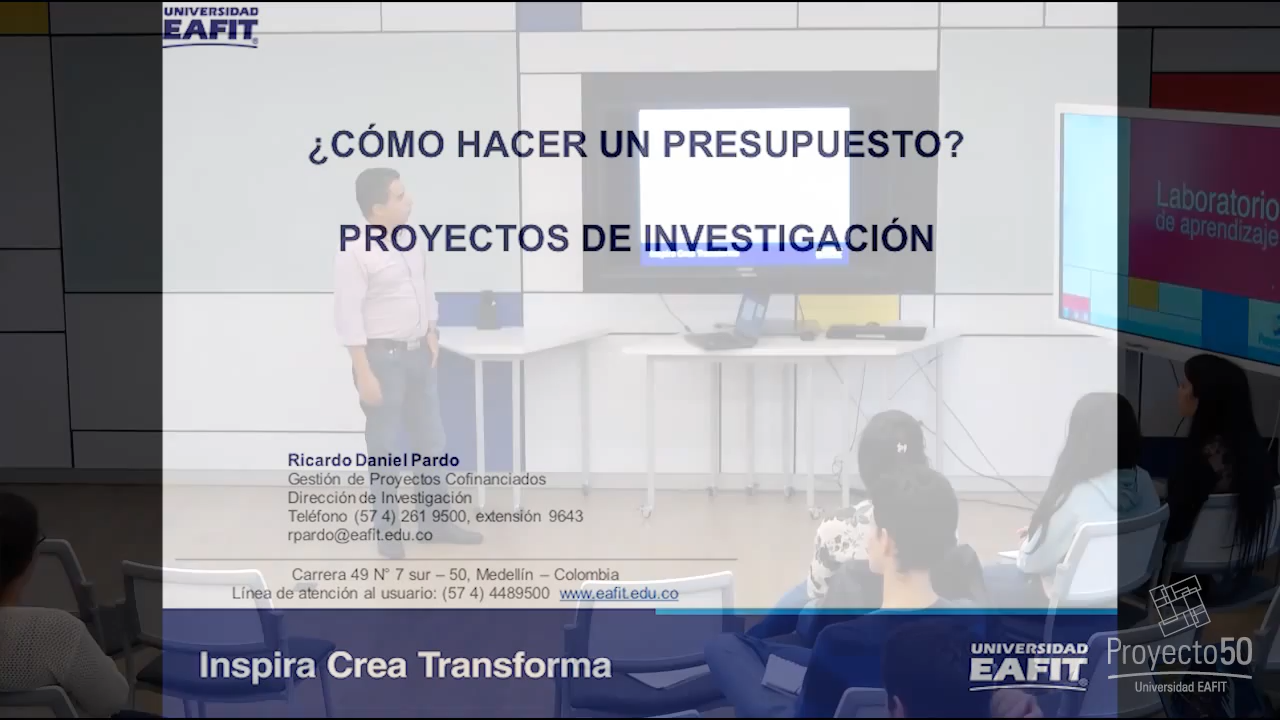 UNIVERSIDAD
EAFIT
¿CÓMO HACER UN PRESUPUESTO?
PROYECTOS DE INVESTIGACIÓN
Laboratorio
de aprendizaje
Ricardo Daniel Pardo
Gestión de Proyectos Cofinanciados
Dirección de Investigación
Teléfono (57 4) 261 9500, extensión 9643
rpardo@eafit.edu.co
Carrera 49 N° 7 sur – 50, Medellín – Colombia
Línea de atención al usuario: (57 4) 4489500 www.eafit.edu.co
Inspira Crea Transforma
UNIVERSIDAD
EAFIT
Proyecto50
Universidad EAFIT